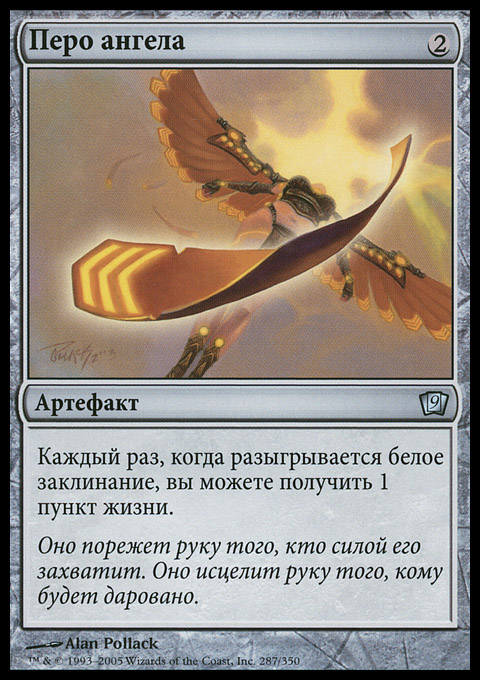 Перо ангела
2
Артефакт
9
Каждый раз, когда разыгрывается белое
заклинание, вы можете получить 1
пункт жизни.
Оно порежет руку того, кто силой его
захватит. Оно исцелит руку того, кому
будет даровано.
Alan Pollack
™ & © 1993–2005 Wizards of the Coast, Inc. 287/350